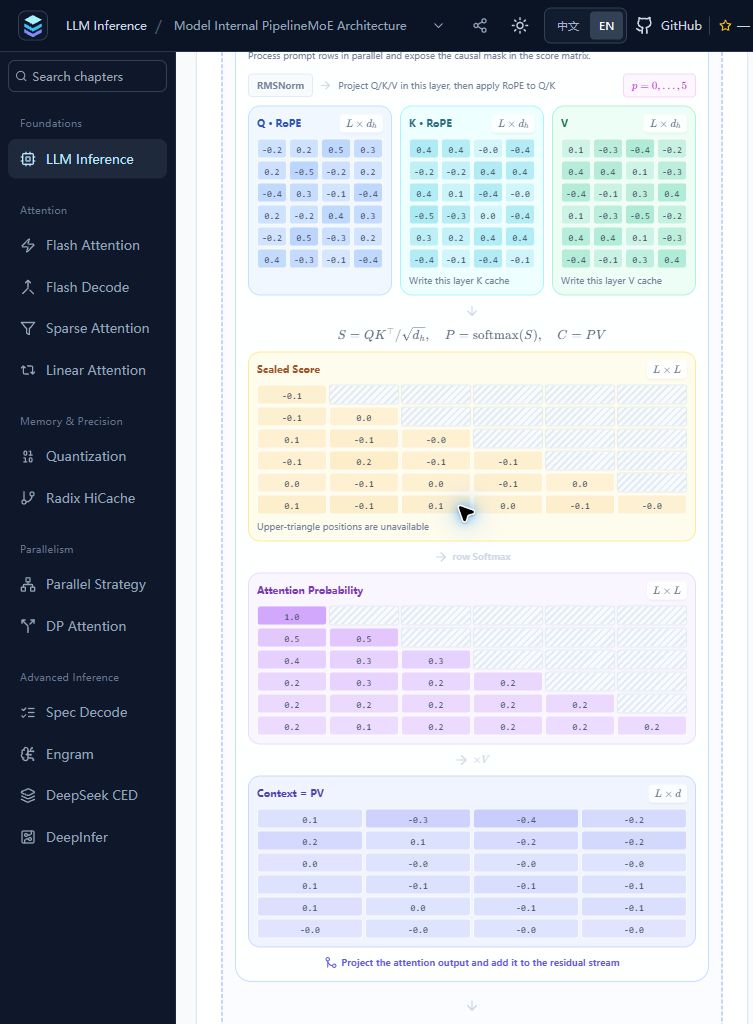 LLM Inference / Model Internal PipelineMoE Architecture 中文 EN GitHub —
Search chapters
Foundations
LLM Inference
Attention
Flash Attention
Flash Decode
Sparse Attention
Linear Attention
Memory & Precision
Quantization
Radix HiCache
Parallelism
Parallel Strategy
DP Attention
Advanced Inference
Spec Decode
Engram
DeepSeek CED
DeepInfer
Process prompt rows in parallel and expose the causal mask in the score matrix.
RMSNorm → Project Q/K/V in this layer, then apply RoPE to Q/K p = 0, . . . , 5
Q • RoPE L × dₕ
-0.2 0.2 0.5 0.3
0.2 -0.5 -0.2 0.2
-0.4 0.3 -0.1 -0.4
0.2 -0.2 0.4 0.3
-0.2 0.5 -0.3 0.2
0.4 -0.3 -0.1 -0.4
K • RoPE L × dₕ
0.4 0.4 -0.0 -0.4
-0.2 -0.2 0.4 0.4
0.4 0.1 -0.4 -0.0
-0.5 -0.3 0.0 -0.4
0.3 0.2 0.4 0.4
-0.4 -0.1 -0.4 -0.1
Write this layer K cache
V L × dₕ
0.1 -0.3 -0.4 -0.2
0.4 0.4 0.1 -0.3
-0.4 -0.1 0.3 0.4
0.1 -0.3 -0.5 -0.2
0.4 0.4 0.1 -0.3
-0.4 -0.1 0.3 0.4
Write this layer V cache
↓
S = QK⊤/√dₕ, P = softmax(S), C = PV
Scaled Score L × L
-0.1
-0.1 0.0
0.1 -0.1 -0.0
-0.1 0.2 -0.1 -0.1
0.0 -0.1 0.0 -0.1 0.0
0.1 -0.1 0.1 0.0 -0.1 -0.0
Upper-triangle positions are unavailable
→ row Softmax
Attention Probability L × L
1.0
0.5 0.5
0.4 0.3 0.3
0.2 0.3 0.2 0.2
0.2 0.2 0.2 0.2 0.2
0.2 0.1 0.2 0.2 0.2 0.2
→ ×V
Context = PV L × d
0.1 -0.3 -0.4 -0.2
0.2 0.1 -0.2 -0.2
0.0 -0.0 -0.0 -0.0
0.1 -0.1 -0.1 -0.1
0.1 0.0 -0.1 -0.1
-0.0 -0.0 -0.0 -0.0
Project the attention output and add it to the residual stream
↓